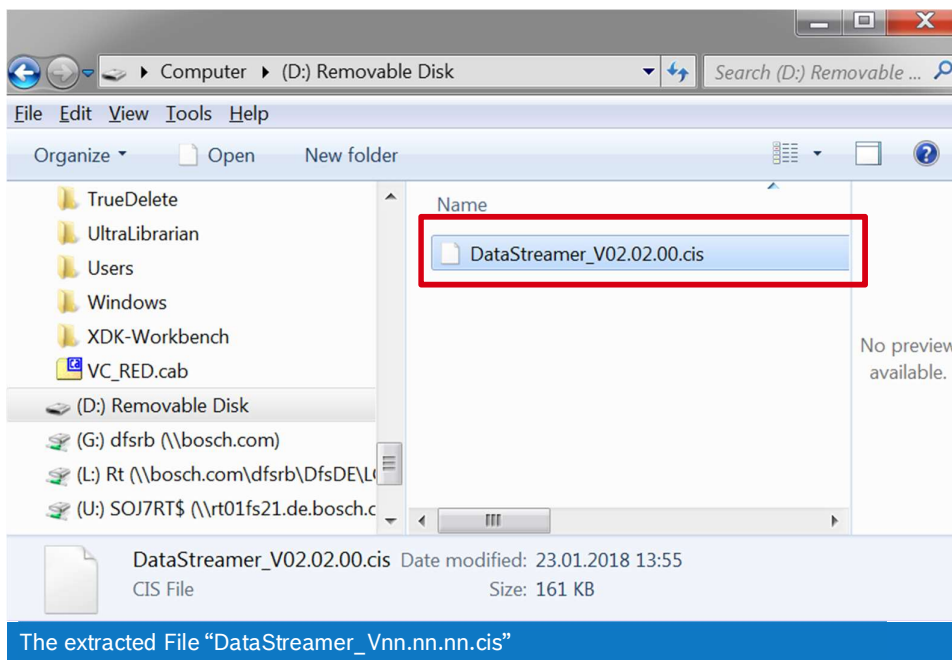 Computer ▸ (D:) Removable Disk
Search (D:) Removable ...
File Edit View Tools Help
Organize Open New folder
TrueDelete
UltraLibrarian
Users
Windows
XDK-Workbench
VC_RED.cab
(D:) Removable Disk
(G:) dfsrb (\\bosch.com)
(L:) Rt (\\bosch.com\dfsrb\DfsDE\L
(U:) SOJ7RT$ (\\rt01fs21.de.bosch.c
Name
DataStreamer_V02.02.00.cis
No preview
available.
DataStreamer_V02.02.00.cis Date modified: 23.01.2018 13:55
CIS File Size: 161 KB
The extracted File “DataStreamer_Vnn.nn.nn.cis”